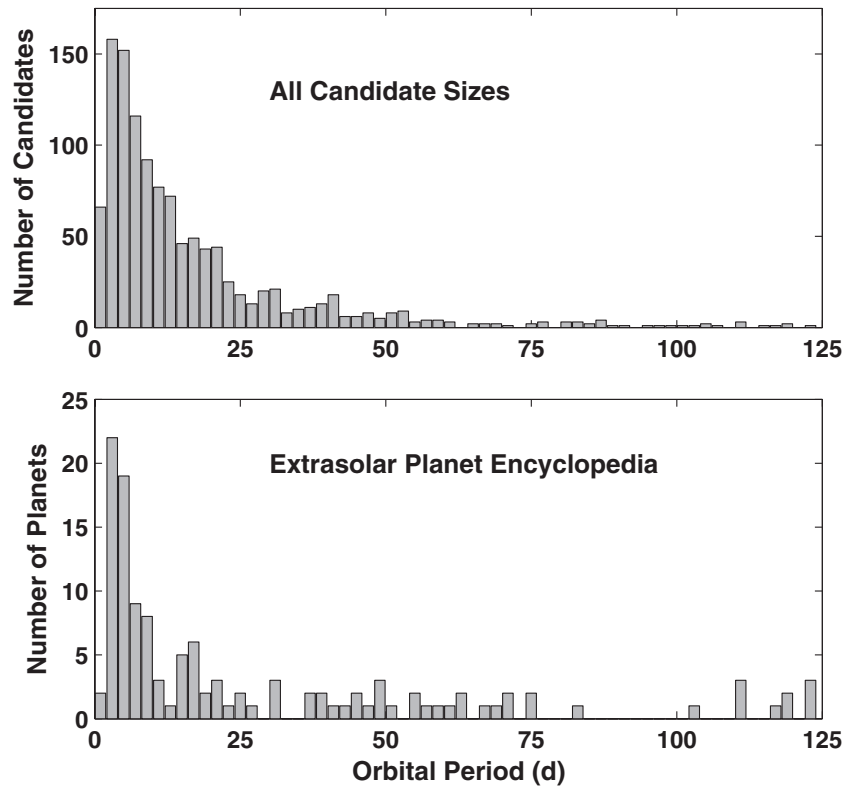 Number of Candidates
150
100
50
0
All Candidate Sizes
0 25 50 75 100 125
Number of Planets
25
20
15
10
5
0
Extrasolar Planet Encyclopedia
0 25 50 75 100 125
Orbital Period (d)